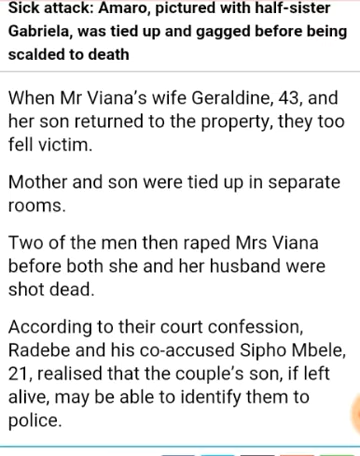 Sick attack: Amaro, pictured with half-sister
Gabriela, was tied up and gagged before being
scalded to death
When Mr Viana's wife Geraldine, 43, and
her son returned to the property, they too
fell victim.
Mother and son were tied up in separate
rooms.
Two of the men then raped Mrs Viana
before both she and her husband were
shot dead.
According to their court confession,
Radebe and his co-accused Sipho Mbele,
21, realised that the couple's son, if left
alive, may be able to identify them to
police.